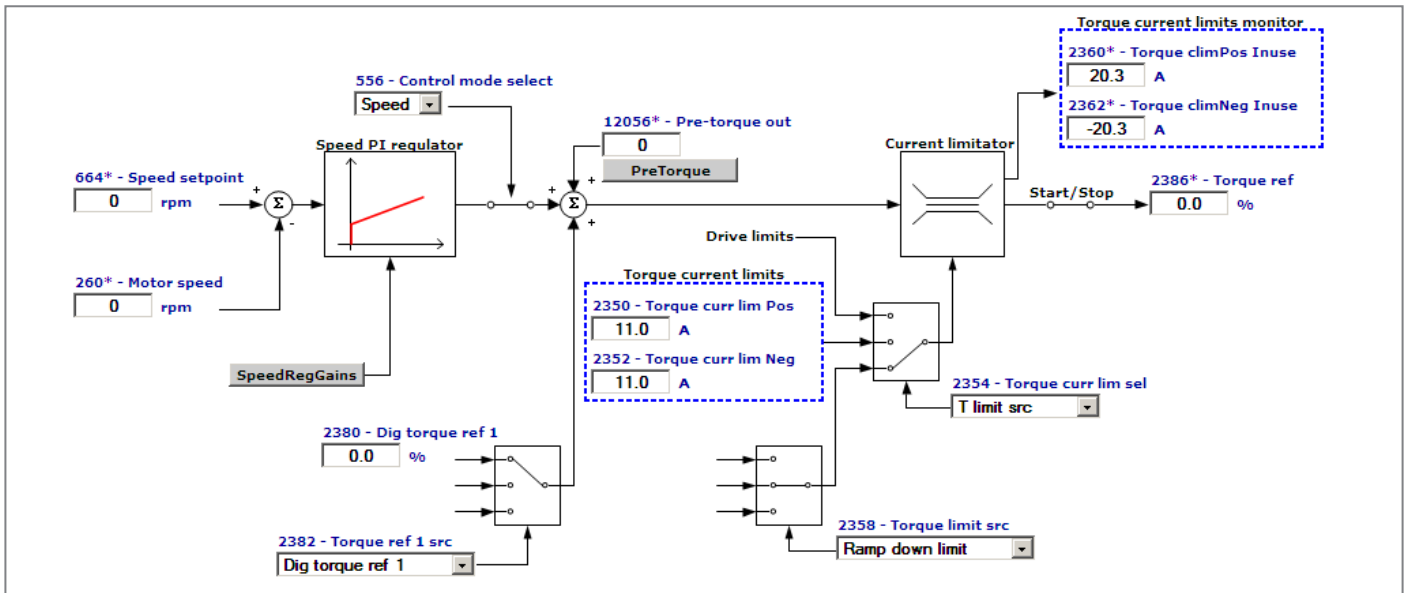 Torque current limits monitor
2360* - Torque climPos Inuse
20.3 A
2362* - Torque climNeg Inuse
-20.3 A
556 - Control mode select
Speed
12056* - Pre-torque out
0
PreTorque
Speed PI regulator
Current limitator
664* - Speed setpoint
0 rpm
+
Σ
-
+
Σ
+
+
Start/Stop
2386* - Torque ref
0.0 %
260* - Motor speed
0 rpm
Drive limits
Torque current limits
2350 - Torque curr lim Pos
11.0 A
2352 - Torque curr lim Neg
11.0 A
SpeedRegGains
2354 - Torque curr lim sel
T limit src
2380 - Dig torque ref 1
0.0 %
2382 - Torque ref 1 src
Dig torque ref 1
2358 - Torque limit src
Ramp down limit